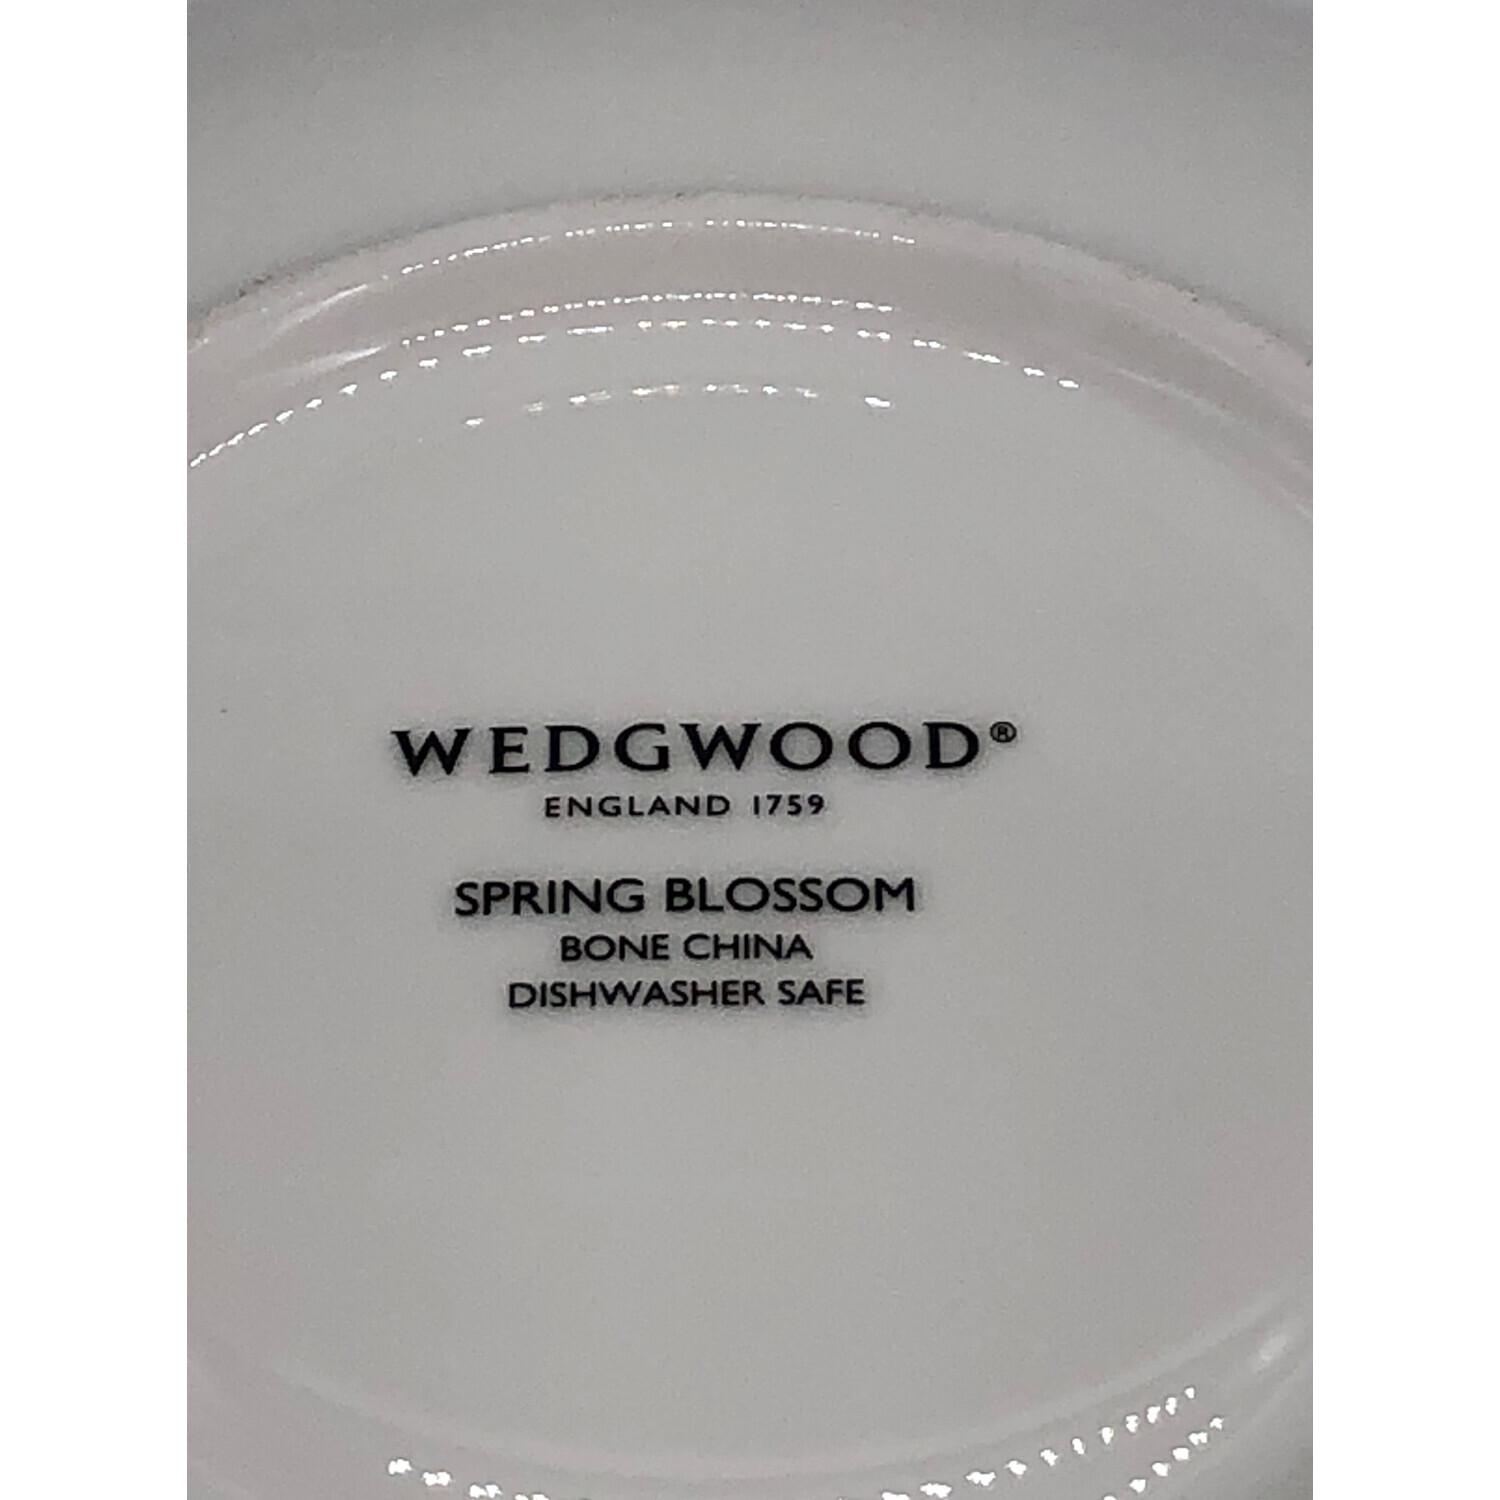 WEDGWOOD®
ENGLAND 1759
SPRING BLOSSOM
BONE CHINA
DISHWASHER SAFE